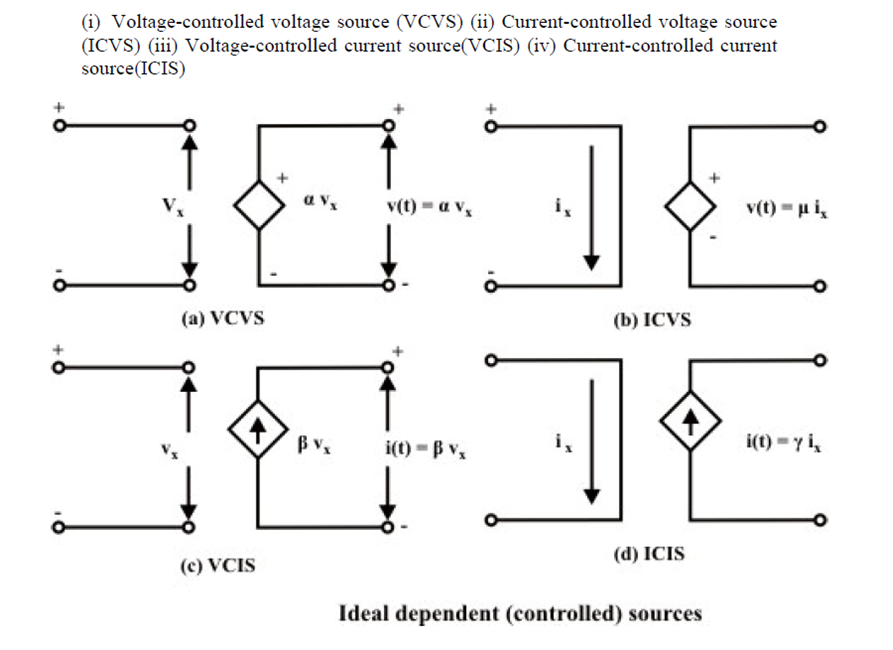 (i) Voltage-controlled voltage source (VCVS) (ii) Current-controlled voltage source
(ICVS) (iii) Voltage-controlled current source(VCIS) (iv) Current-controlled current
source(ICIS)
+ + +
+ α vₓ +
Vₓ v(t) = α vₓ iₓ v(t) = μ iₓ
- - - - -
(a) VCVS (b) ICVS
+ +
vₓ β vₓ i(t) = β vₓ iₓ i(t) = γ iₓ
- -
(c) VCIS (d) ICIS
Ideal dependent (controlled) sources